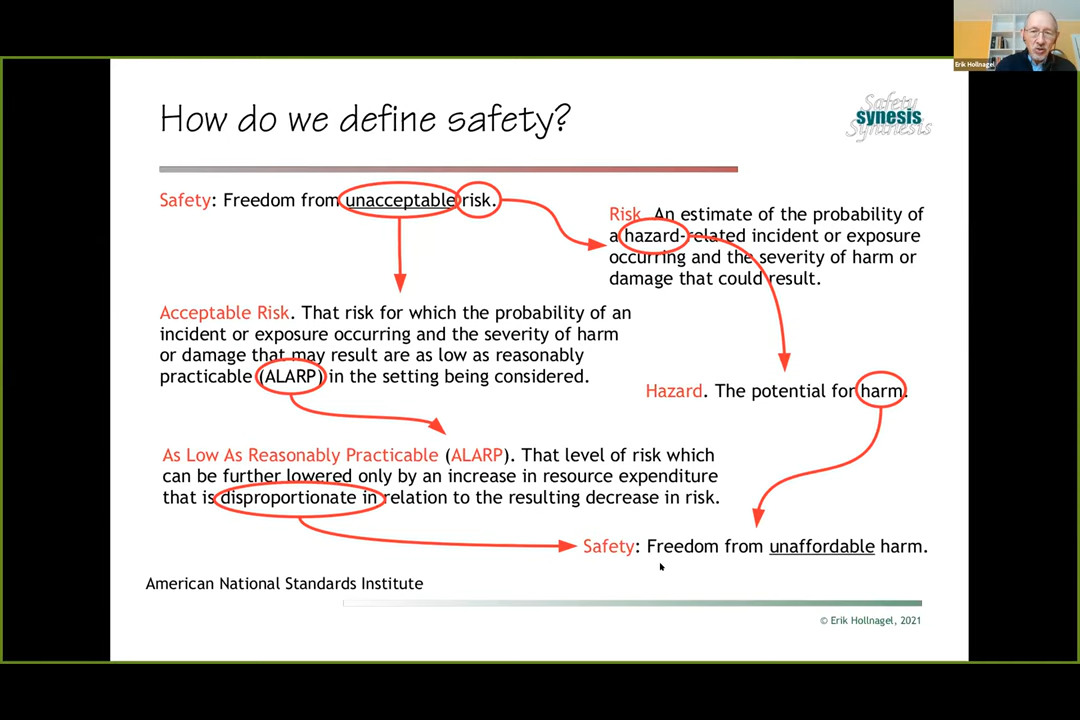 Erik Hollnagel
How do we define safety?
Safety
synesis
Synthesis
Safety: Freedom from unacceptable risk.
Risk. An estimate of the probability of
a hazard-related incident or exposure
occurring and the severity of harm or
damage that could result.
Acceptable Risk. That risk for which the probability of an
incident or exposure occurring and the severity of harm
or damage that may result are as low as reasonably
practicable (ALARP) in the setting being considered.
Hazard. The potential for harm.
As Low As Reasonably Practicable (ALARP). That level of risk which
can be further lowered only by an increase in resource expenditure
that is disproportionate in relation to the resulting decrease in risk.
Safety: Freedom from unaffordable harm.
American National Standards Institute
© Erik Hollnagel, 2021